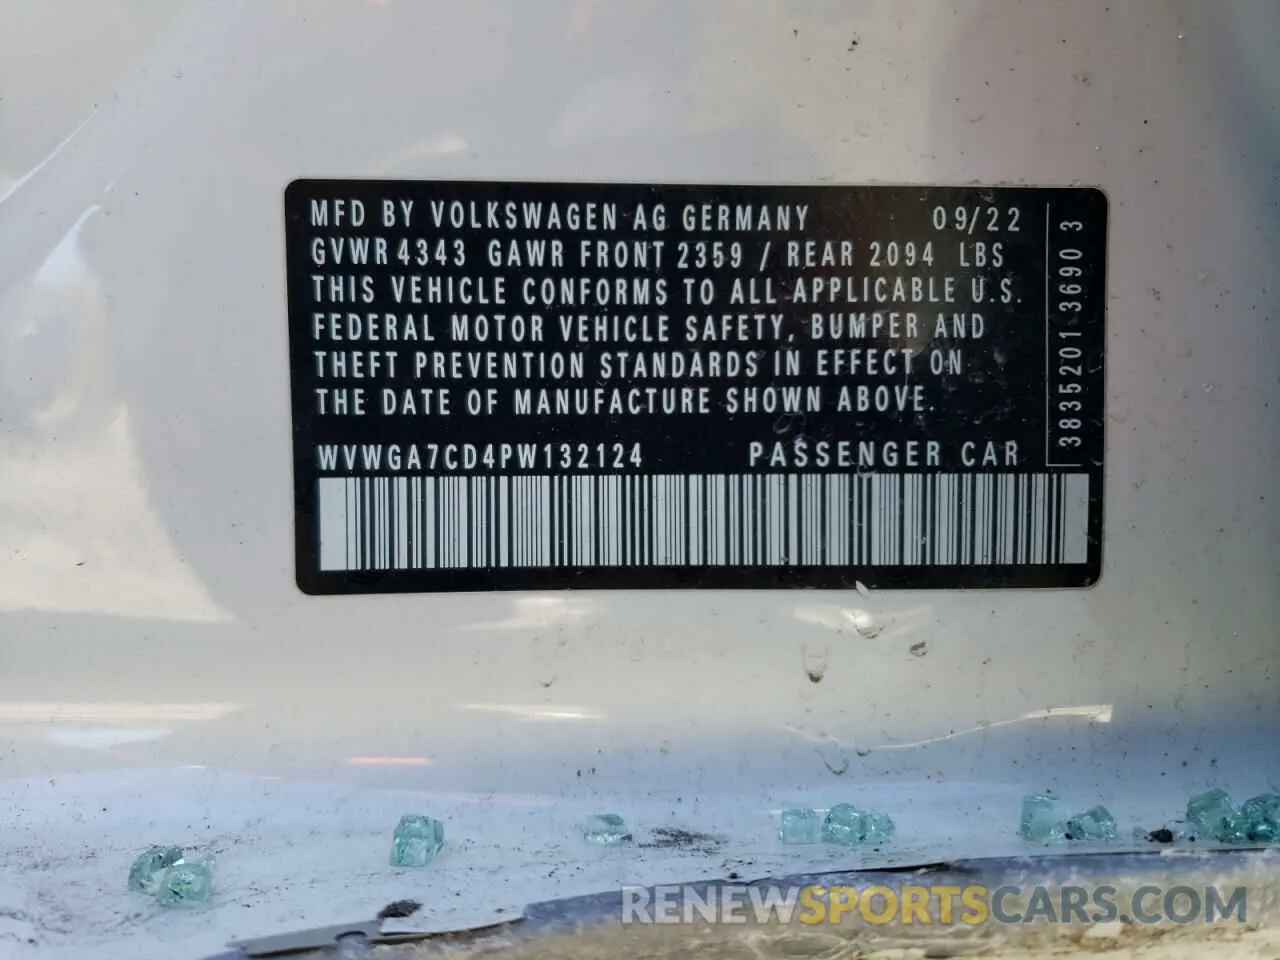 MFD BY VOLKSWAGEN AG GERMANY 09/22
GVWR 4343 GAWR FRONT 2359 / REAR 2094 LBS
THIS VEHICLE CONFORMS TO ALL APPLICABLE U.S.
FEDERAL MOTOR VEHICLE SAFETY, BUMPER AND
THEFT PREVENTION STANDARDS IN EFFECT ON
THE DATE OF MANUFACTURE SHOWN ABOVE.
WVWGA7CD4PW132124 PASSENGER CAR
3835201 3690 3
RENEWSPORTSCARS.COM